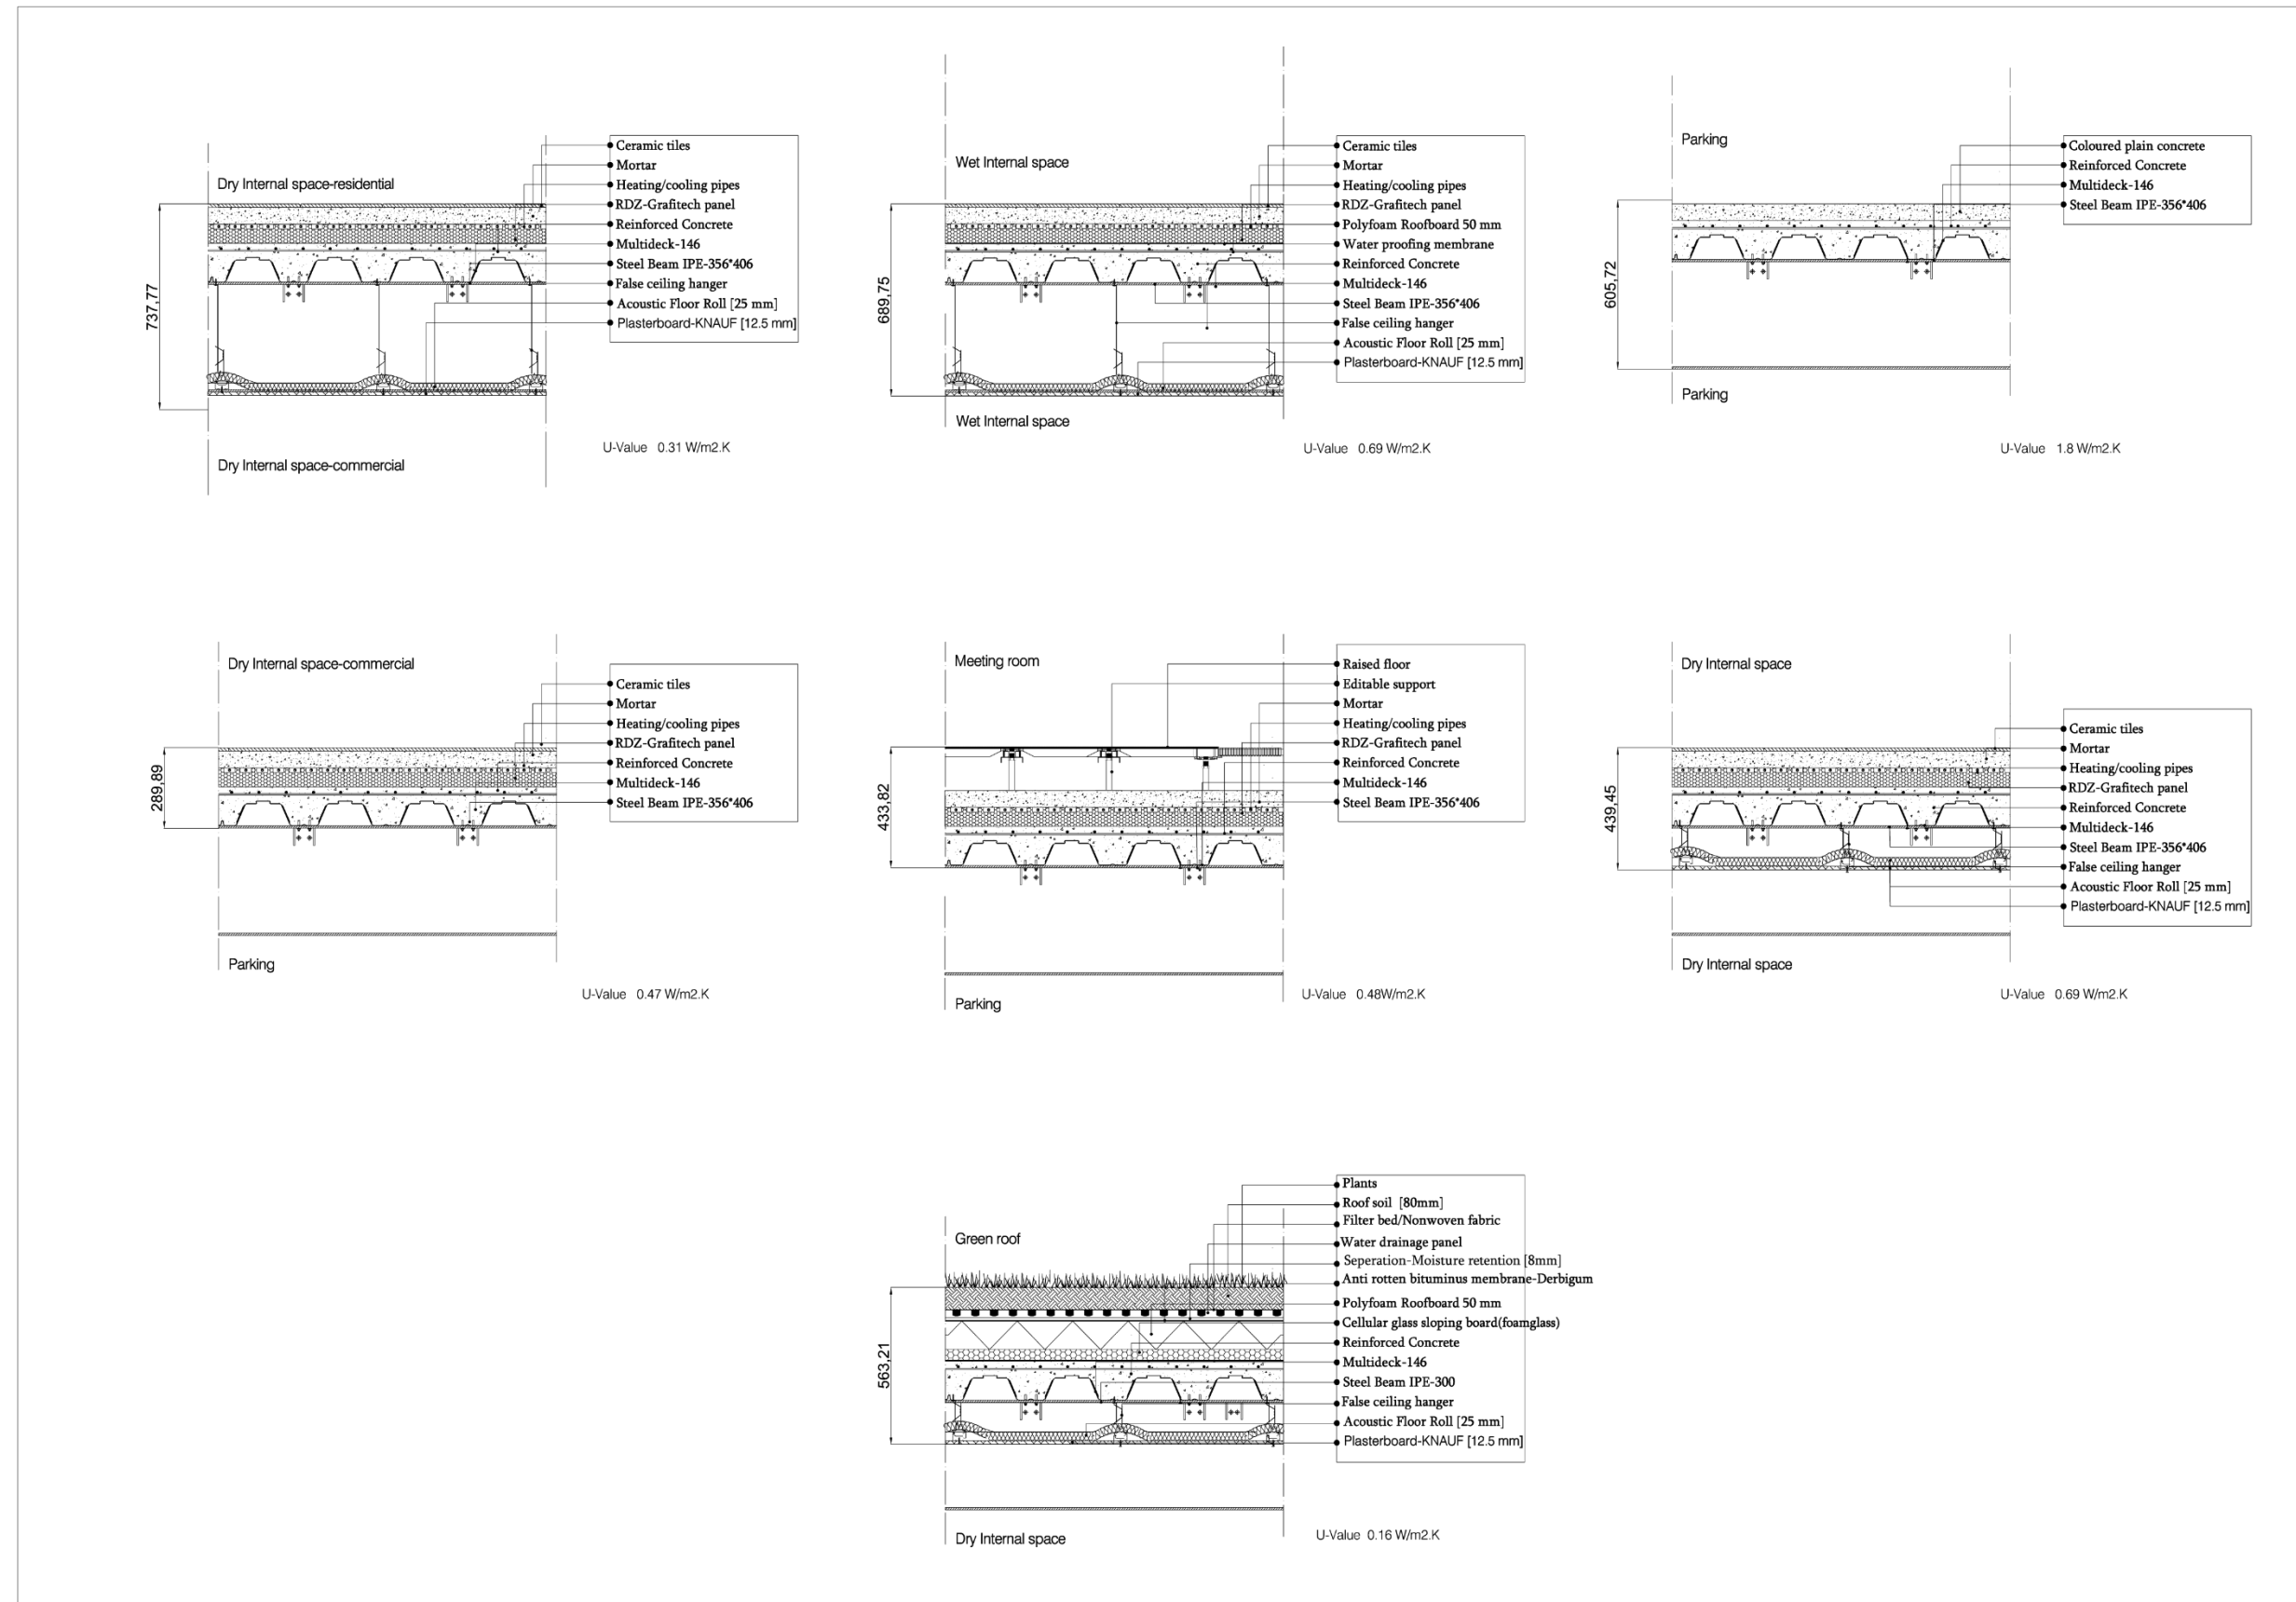 Dry Internal space-residential
737,77
Ceramic tiles
Mortar
Heating/cooling pipes
RDZ-Grafitech panel
Reinforced Concrete
Multideck-146
Steel Beam IPE-356*406
False ceiling hanger
Acoustic Floor Roll [25 mm]
Plasterboard-KNAUF [12.5 mm]
U-Value 0.31 W/m2.K
Dry Internal space-commercial
Wet Internal space
689,75
Ceramic tiles
Mortar
Heating/cooling pipes
RDZ-Grafitech panel
Polyfoam Roofboard 50 mm
Water proofing membrane
Reinforced Concrete
Multideck-146
Steel Beam IPE-356*406
False ceiling hanger
Acoustic Floor Roll [25 mm]
Plasterboard-KNAUF [12.5 mm]
Wet Internal space
U-Value 0.69 W/m2.K
Parking
605,72
Coloured plain concrete
Reinforced Concrete
Multideck-146
Steel Beam IPE-356*406
Parking
U-Value 1.8 W/m2.K
Dry Internal space-commercial
289,89
Ceramic tiles
Mortar
Heating/cooling pipes
RDZ-Grafitech panel
Reinforced Concrete
Multideck-146
Steel Beam IPE-356*406
Parking
U-Value 0.47 W/m2.K
Meeting room
433,82
Raised floor
Editable support
Mortar
Heating/cooling pipes
RDZ-Grafitech panel
Reinforced Concrete
Multideck-146
Steel Beam IPE-356*406
Parking
U-Value 0.48W/m2.K
Dry Internal space
439,45
Ceramic tiles
Mortar
Heating/cooling pipes
RDZ-Grafitech panel
Reinforced Concrete
Multideck-146
Steel Beam IPE-356*406
False ceiling hanger
Acoustic Floor Roll [25 mm]
Plasterboard-KNAUF [12.5 mm]
Dry Internal space
U-Value 0.69 W/m2.K
Green roof
563,21
Plants
Roof soil [80mm]
Filter bed/Nonwoven fabric
Water drainage panel
Seperation-Moisture retention [8mm]
Anti rotten bituminus membrane-Derbigum
Polyfoam Roofboard 50 mm
Cellular glass sloping board(foamglass)
Reinforced Concrete
Multideck-146
Steel Beam IPE-300
False ceiling hanger
Acoustic Floor Roll [25 mm]
Plasterboard-KNAUF [12.5 mm]
Dry Internal space
U-Value 0.16 W/m2.K